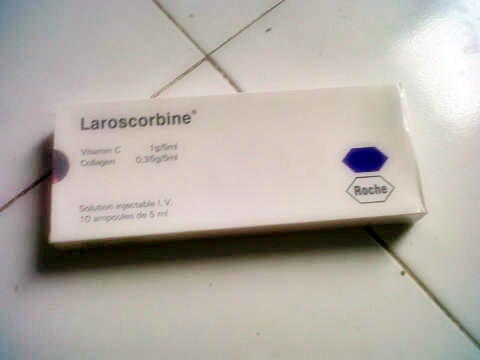 Laroscorbine®
Vitamin C 1g/5ml
Collagen 0.35g/5ml
Solution injectable I.V.
10 ampoules de 5 ml
Roche